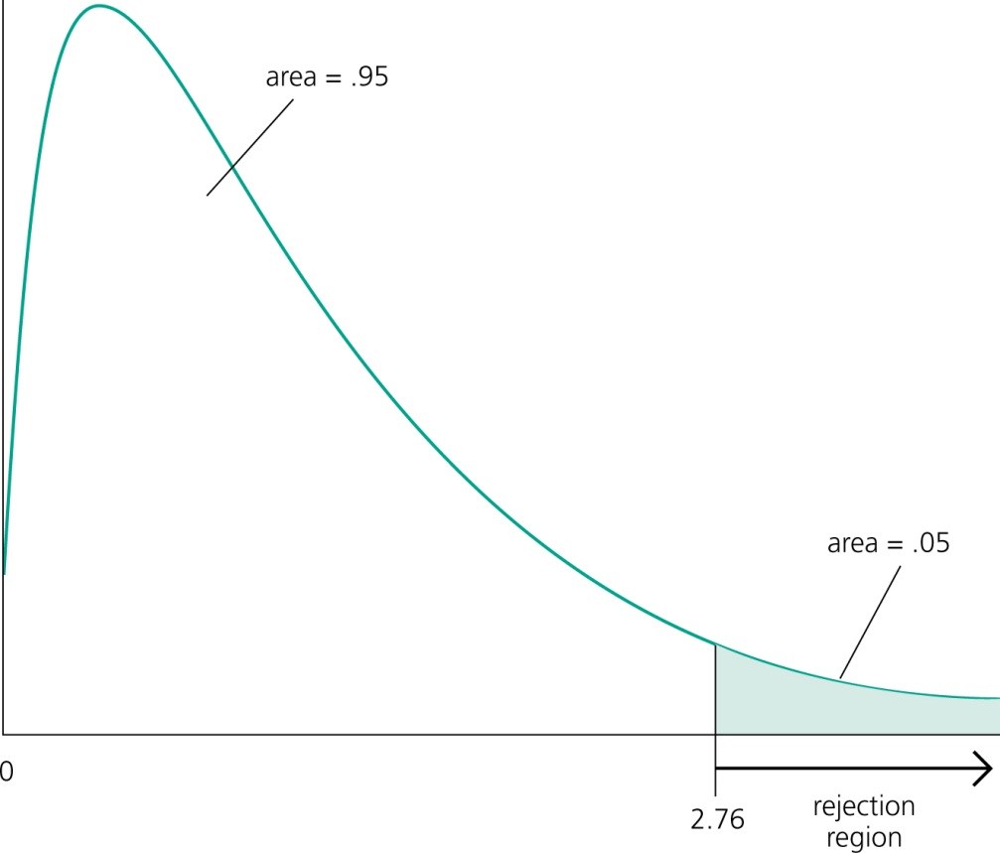 area = .95
area = .05
0
2.76
rejection
region